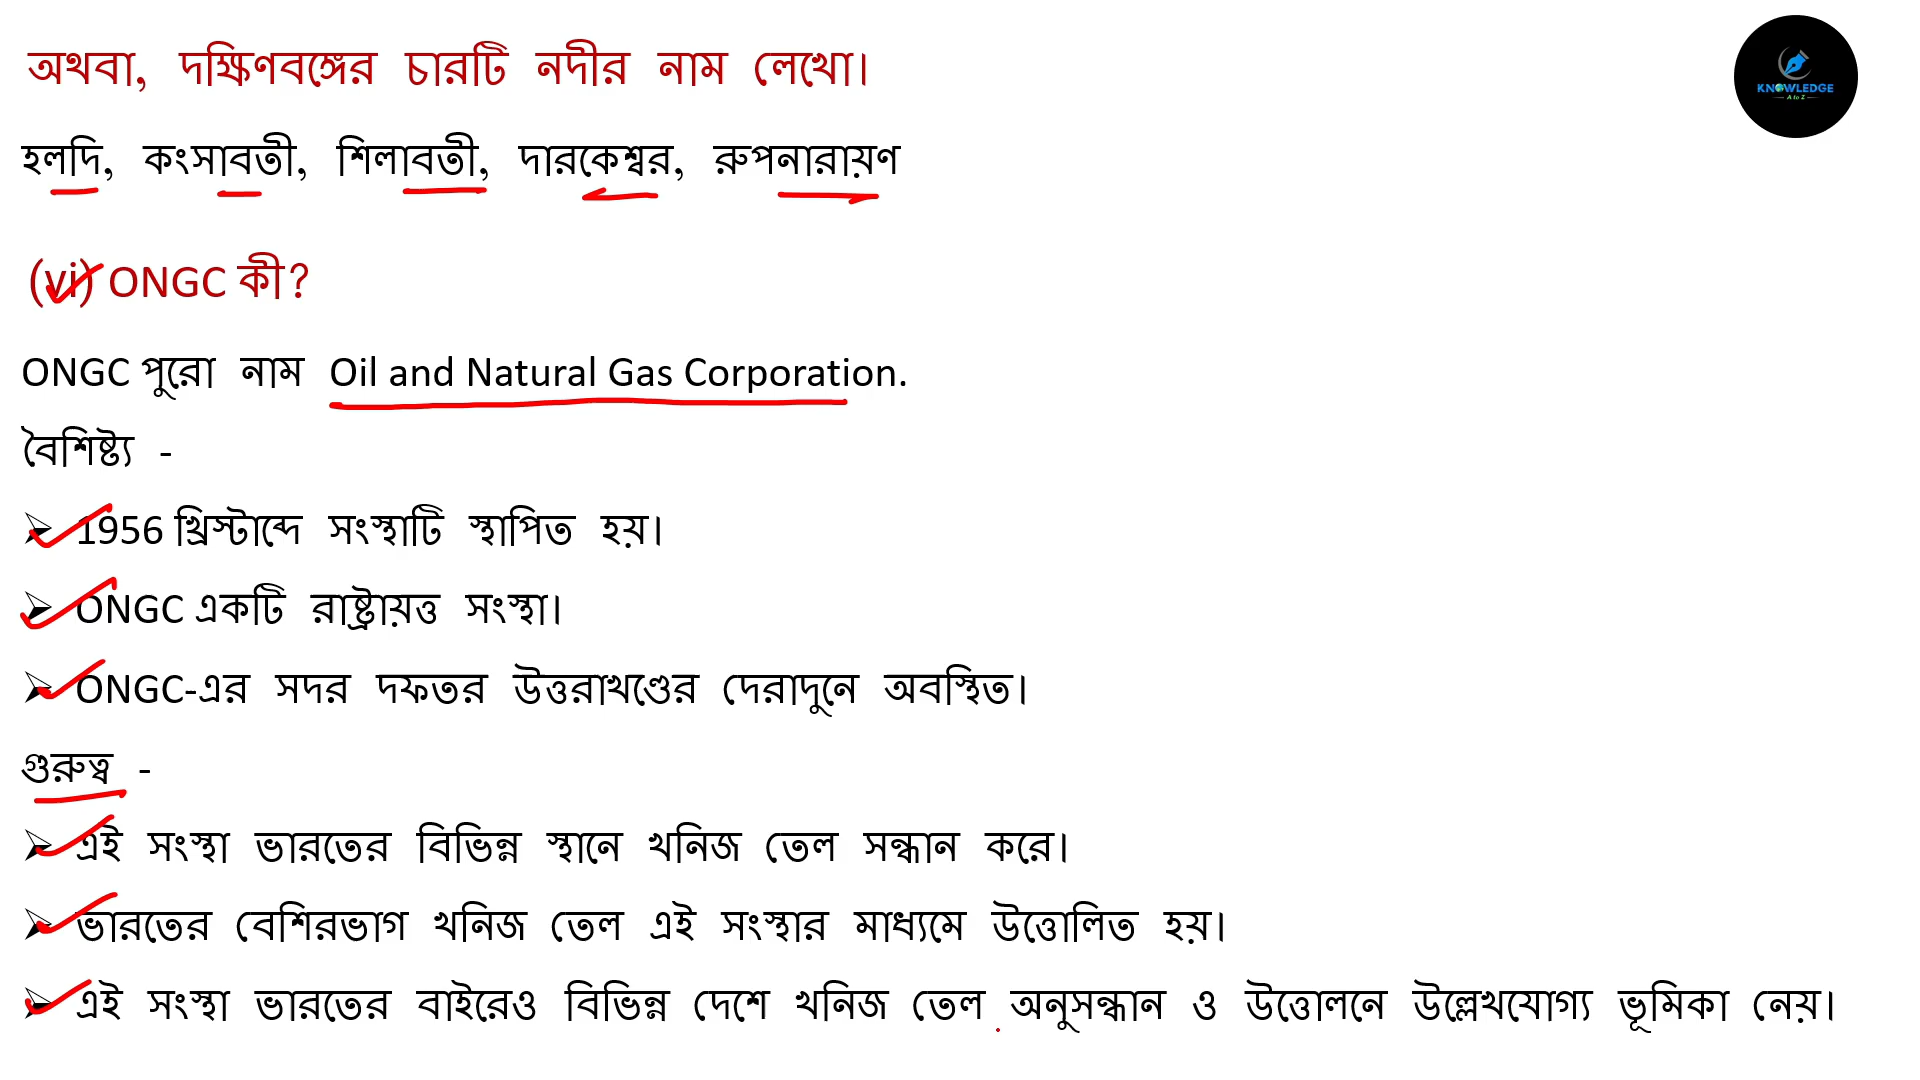 অথবা, দক্ষিণবঙ্গের চারটি নদীর নাম লেখো।
KNOWLEDGE
A to Z
হলদি, কংসাবতী, শিলাবতী, দারকেশ্বর, রুপনারায়ণ
(vi) ONGC কী?
ONGC পুরো নাম Oil and Natural Gas Corporation.
বৈশিষ্ট্য -
➢ 1956 খ্রিস্টাব্দে সংস্থাটি স্থাপিত হয়।
➢ ONGC একটি রাষ্ট্রায়ত্ত সংস্থা।
➢ ONGC-এর সদর দফতর উত্তরাখণ্ডের দেরাদুনে অবস্থিত।
গুরুত্ব -
➢ এই সংস্থা ভারতের বিভিন্ন স্থানে খনিজ তেল সন্ধান করে।
➢ ভারতের বেশিরভাগ খনিজ তেল এই সংস্থার মাধ্যমে উত্তোলিত হয়।
➢ এই সংস্থা ভারতের বাইরেও বিভিন্ন দেশে খনিজ তেল অনুসন্ধান ও উত্তোলনে উল্লেখযোগ্য ভূমিকা নেয়।